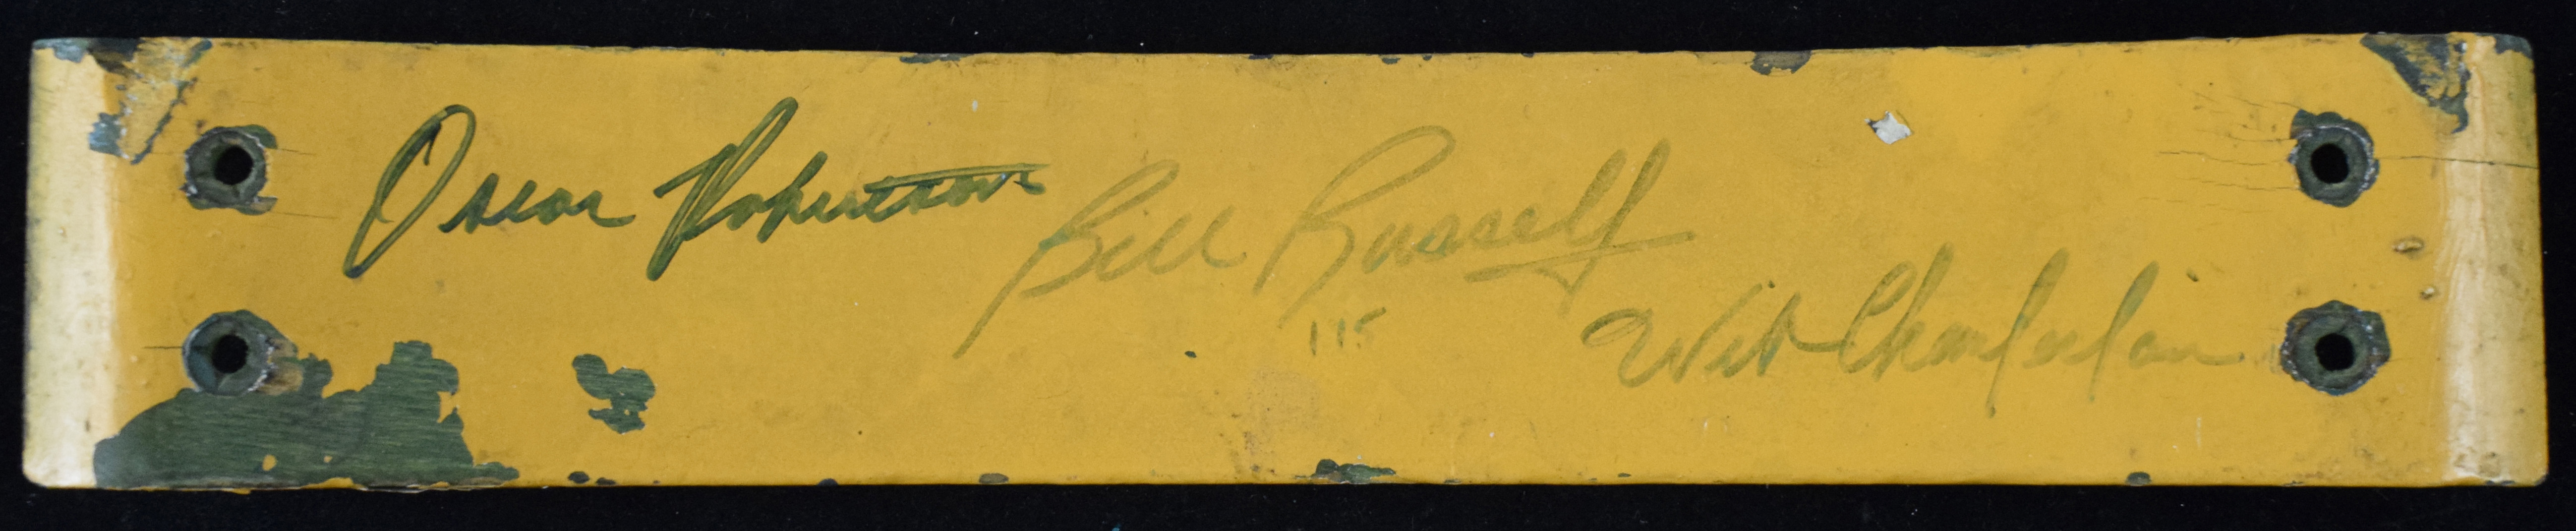 Oscar Robertson
Bill Russell
115
Wilt Chamberlain